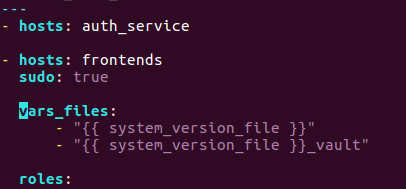 ---
- hosts: auth_service
- hosts: frontends
  sudo: true
  vars_files:
      - "{{ system_version_file }}"
      - "{{ system_version_file }}_vault"
  roles: